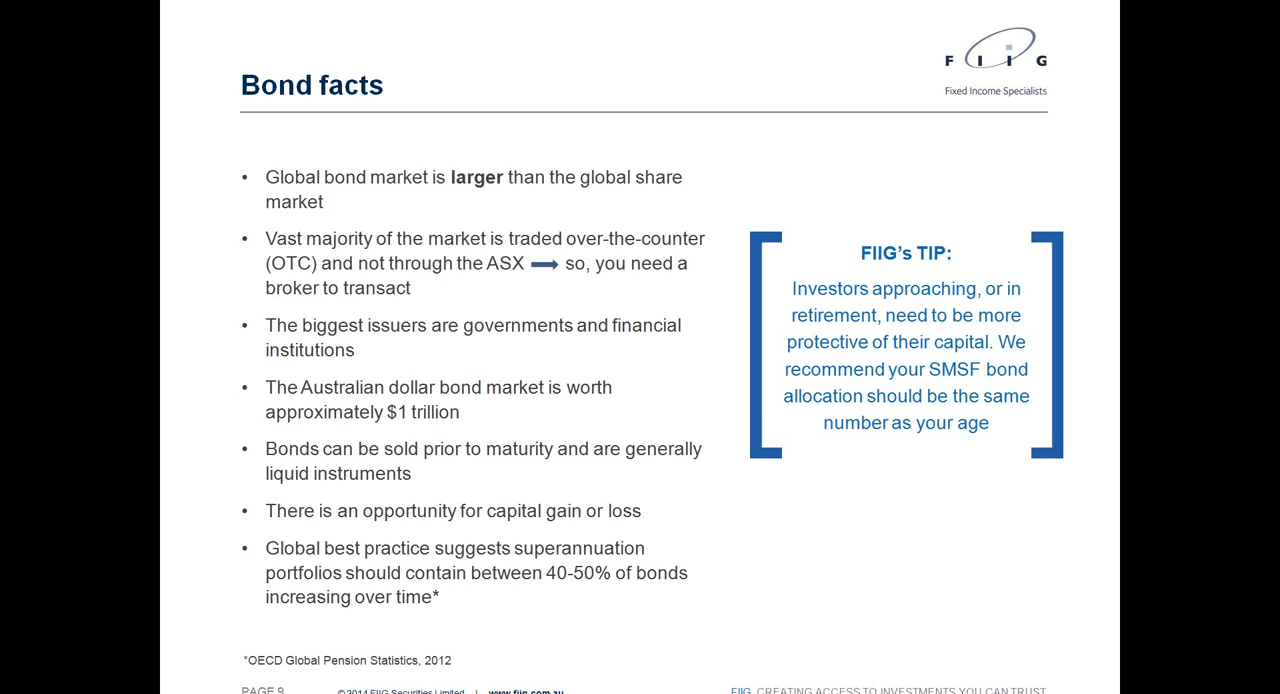 F I I G
Fixed Income Specialists
Bond facts
• Global bond market is larger than the global share
market
• Vast majority of the market is traded over-the-counter
(OTC) and not through the ASX → so, you need a
broker to transact
• The biggest issuers are governments and financial
institutions
• The Australian dollar bond market is worth
approximately $1 trillion
• Bonds can be sold prior to maturity and are generally
liquid instruments
• There is an opportunity for capital gain or loss
• Global best practice suggests superannuation
portfolios should contain between 40-50% of bonds
increasing over time*
FIIG’s TIP:
Investors approaching, or in
retirement, need to be more
protective of their capital. We
recommend your SMSF bond
allocation should be the same
number as your age
*OECD Global Pension Statistics, 2012
PAGE 9 ©2014 FIIG Securities Limited | www.fiig.com.au FIIG CREATING ACCESS TO INVESTMENTS YOU CAN TRUST